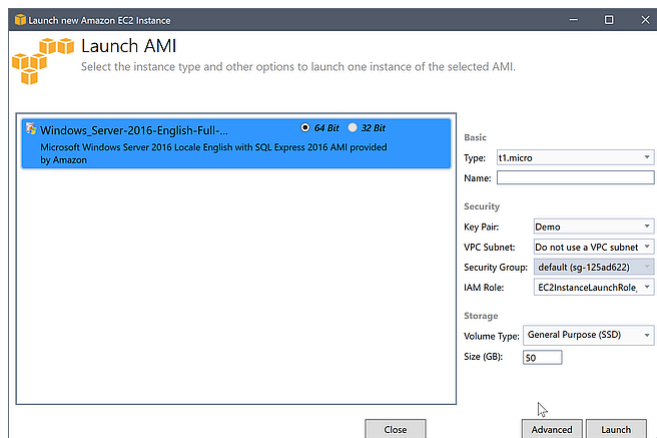 Launch new Amazon EC2 Instance
Launch AMI
Select the instance type and other options to launch one instance of the selected AMI.
Windows_Server-2016-English-Full-...
64 Bit
32 Bit
Microsoft Windows Server 2016 Locale English with SQL Express 2016 AMI provided
by Amazon
Basic
Type: t1.micro
Name:
Security
Key Pair: Demo
VPC Subnet: Do not use a VPC subnet
Security Group: default (sg-125ad622)
IAM Role: EC2InstanceLaunchRole,
Storage
Volume Type: General Purpose (SSD)
Size (GB): 50
Close
Advanced
Launch